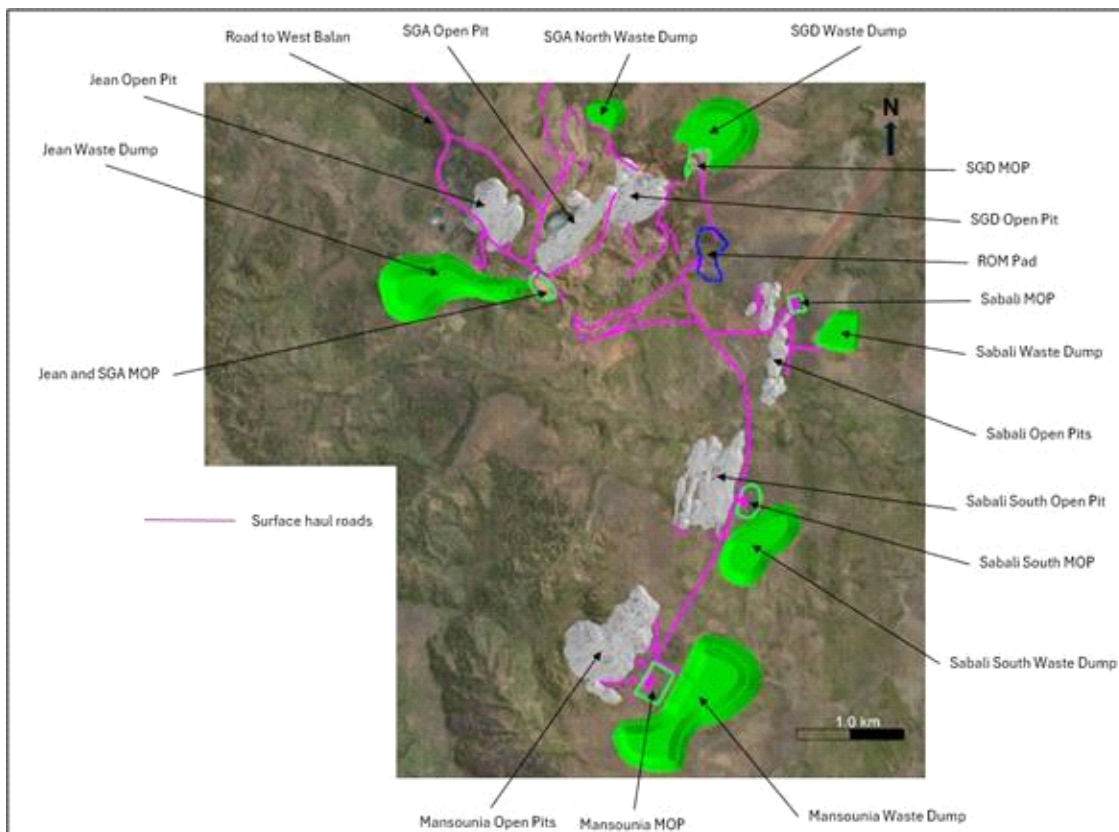 Road to West Balan
SGA Open Pit
SGA North Waste Dump
SGD Waste Dump
Jean Open Pit
Jean Waste Dump
N
SGD MOP
SGD Open Pit
ROM Pad
Sabali MOP
Sabali Waste Dump
Jean and SGA MOP
Sabali Open Pits
Sabali South Open Pit
Surface haul roads
Sabali South MOP
Sabali South Waste Dump
1.0 km
Mansounia Open Pits
Mansounia MOP
Mansounia Waste Dump